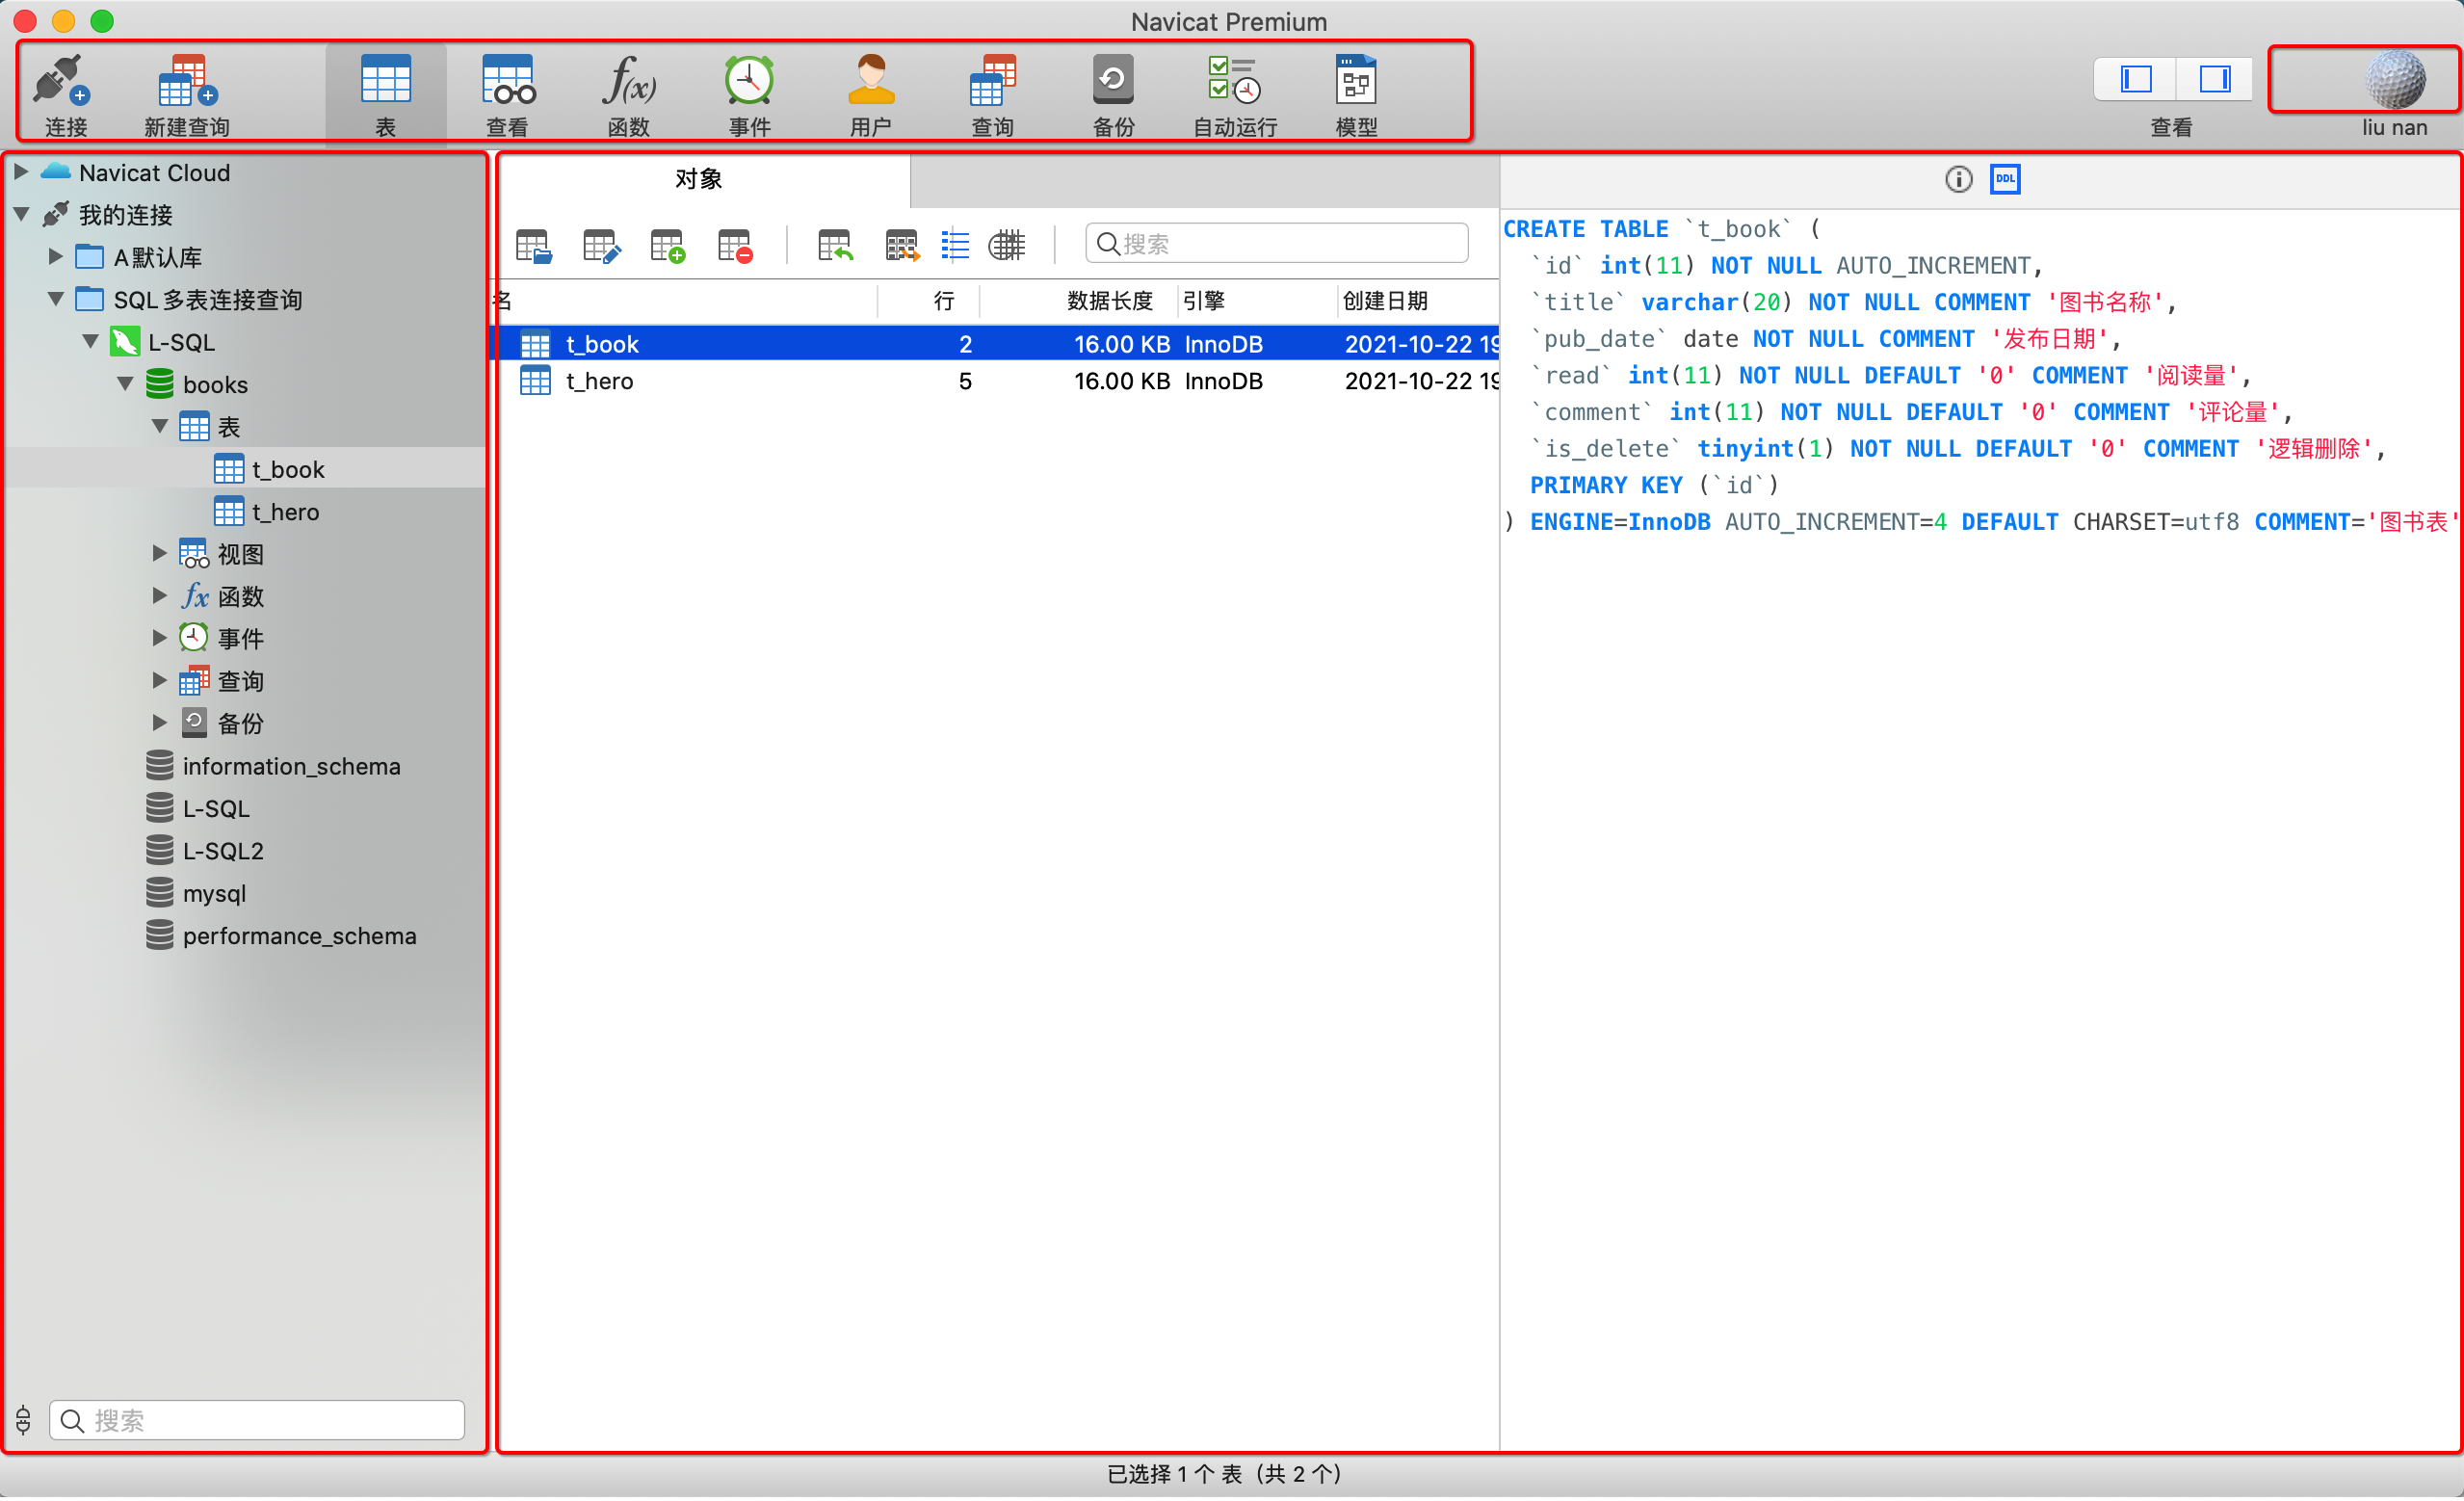 Navicat Premium
连接 新建查询 表 查看 函数 事件 用户 查询 备份 自动运行 模型 查看 liu nan
Navicat Cloud
我的连接
A默认库
SQL 多表连接查询
L-SQL
books
表
t_book
t_hero
视图
函数
事件
查询
备份
information_schema
L-SQL
L-SQL2
mysql
performance_schema
搜索
对象
搜索
名 行 数据长度 引擎 创建日期
t_book 2 16.00 KB InnoDB 2021-10-22 19
t_hero 5 16.00 KB InnoDB 2021-10-22 19
DDL
CREATE TABLE `t_book` (
`id` int(11) NOT NULL AUTO_INCREMENT,
`title` varchar(20) NOT NULL COMMENT '图书名称',
`pub_date` date NOT NULL COMMENT '发布日期',
`read` int(11) NOT NULL DEFAULT '0' COMMENT '阅读量',
`comment` int(11) NOT NULL DEFAULT '0' COMMENT '评论量',
`is_delete` tinyint(1) NOT NULL DEFAULT '0' COMMENT '逻辑删除',
PRIMARY KEY (`id`)
) ENGINE=InnoDB AUTO_INCREMENT=4 DEFAULT CHARSET=utf8 COMMENT='图书表'
已选择 1 个 表 (共 2 个)